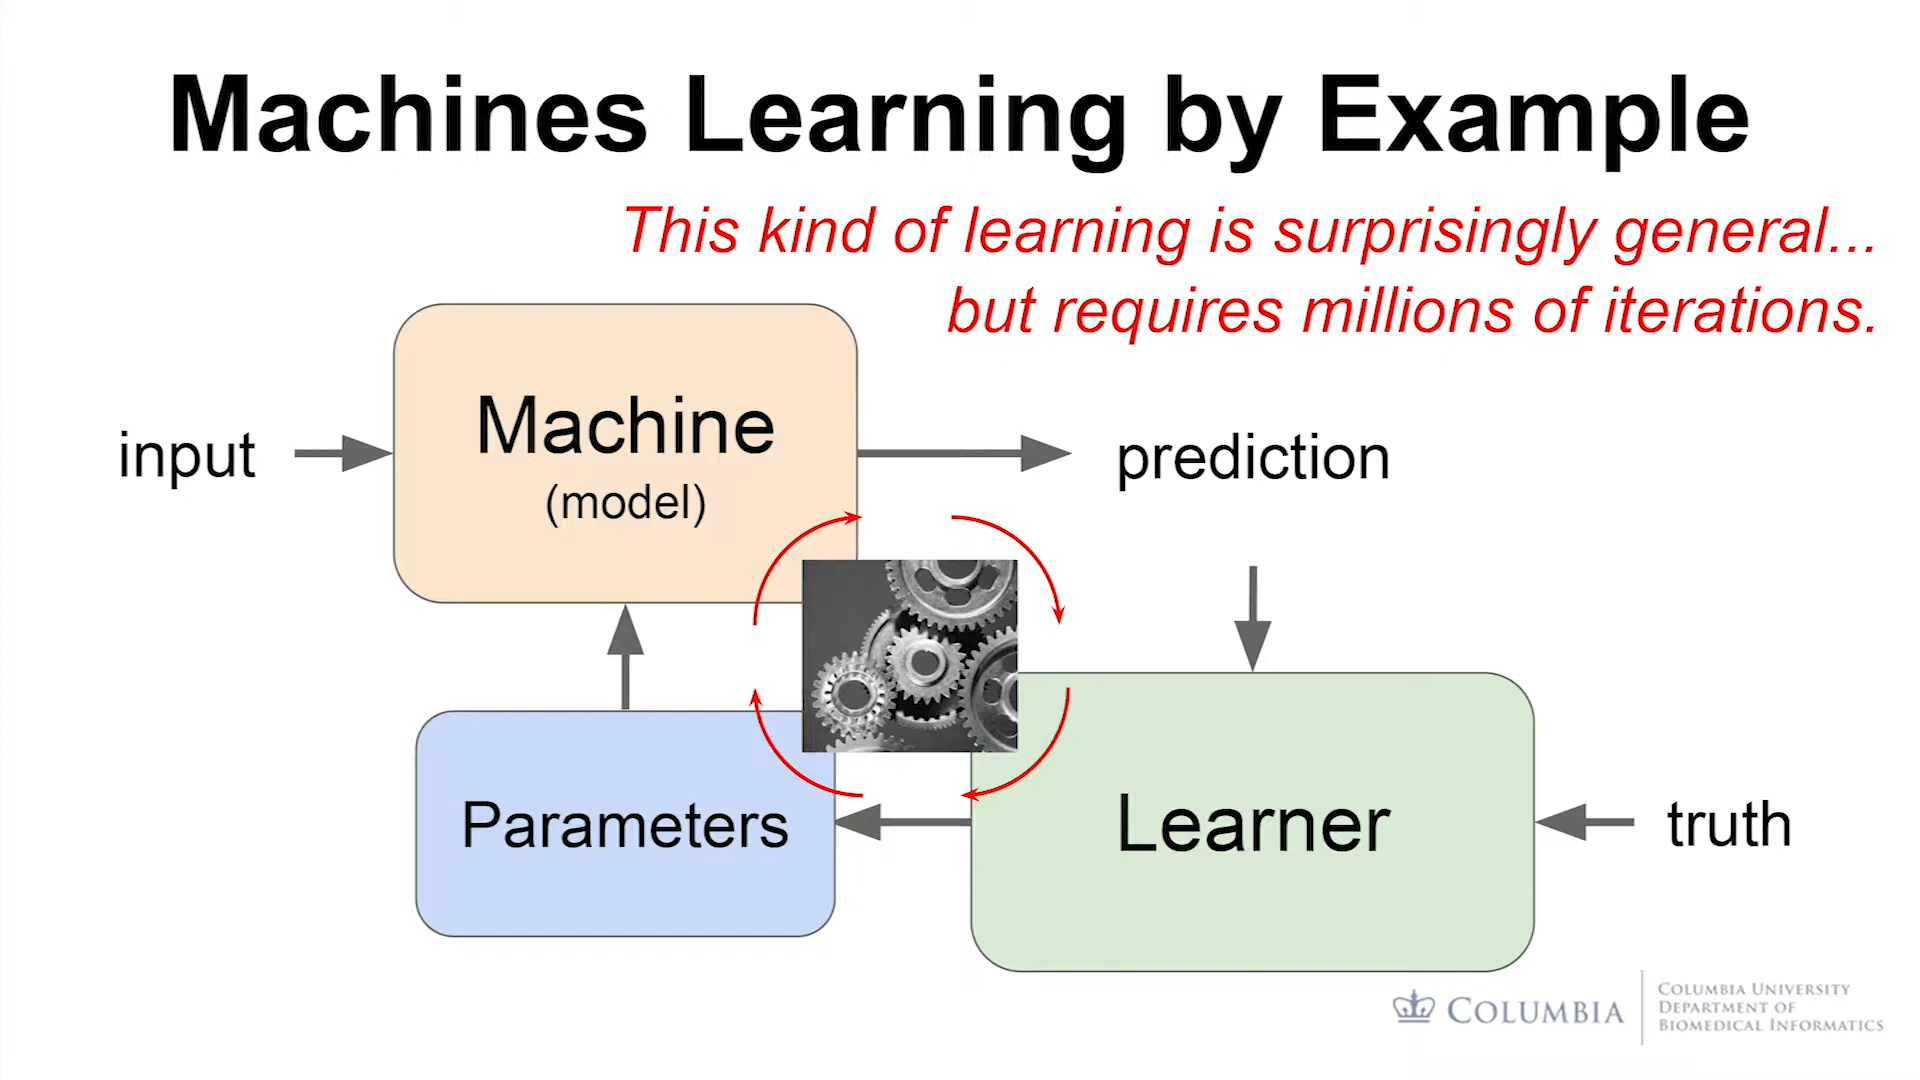 Machines Learning by Example
This kind of learning is surprisingly general...
but requires millions of iterations.
input
Machine
(model)
prediction
Parameters
Learner
truth
COLUMBIA
COLUMBIA UNIVERSITY
DEPARTMENT OF
BIOMEDICAL INFORMATICS